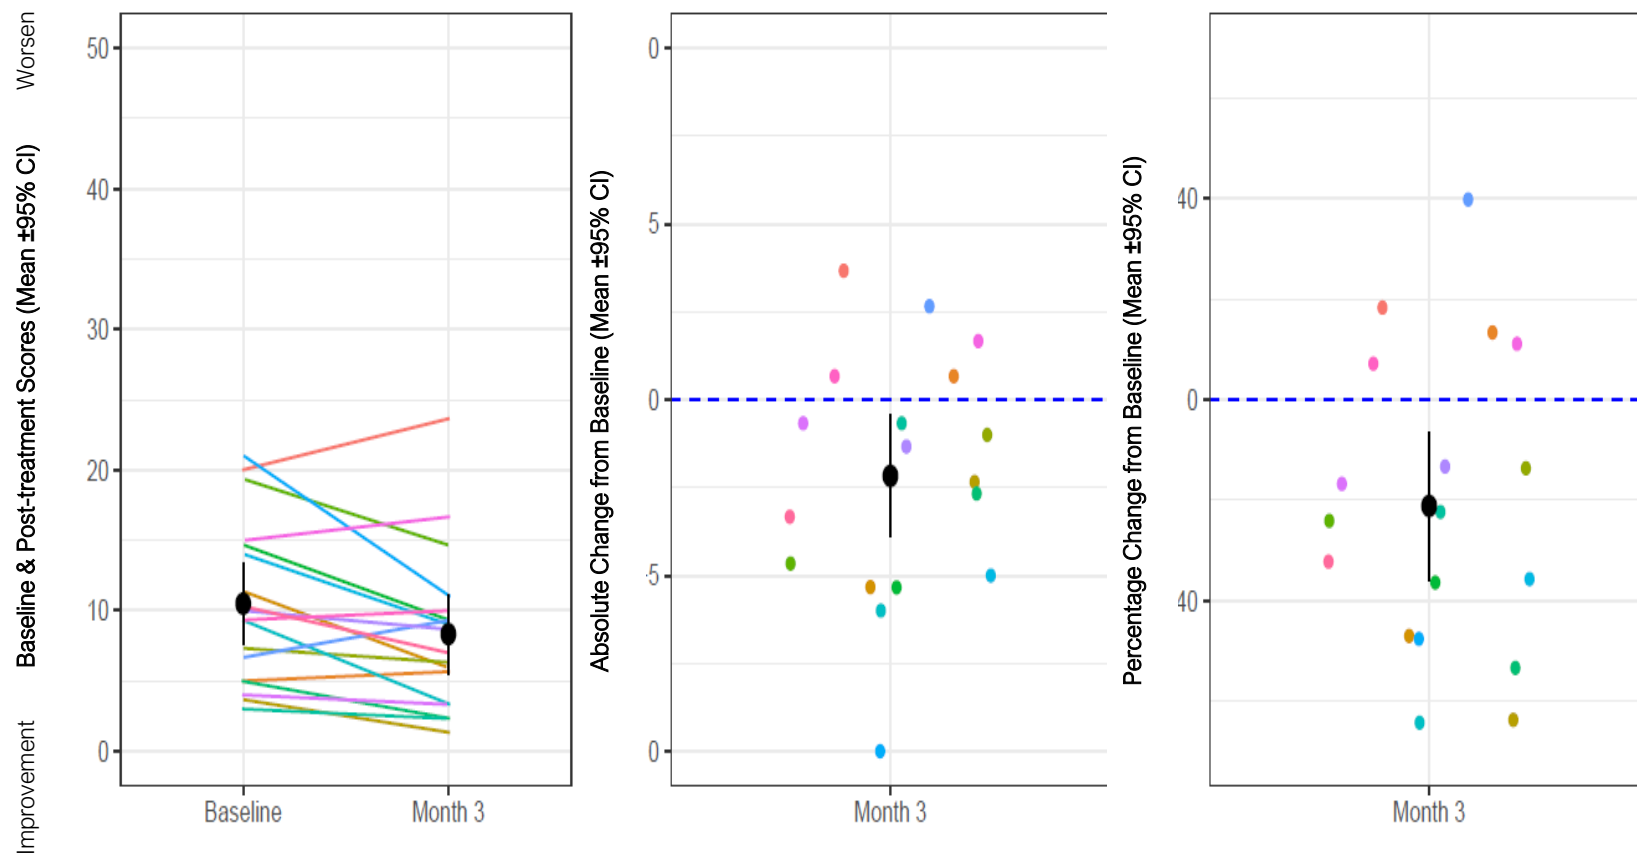 Worsen
Baseline & Post-treatment Scores (Mean ±95% CI)
Improvement
50
40
30
20
10
0
Baseline
Month 3
Absolute Change from Baseline (Mean ±95% CI)
0
5
0
-5
0
Month 3
Percentage Change from Baseline (Mean ±95% CI)
40
0
40
Month 3